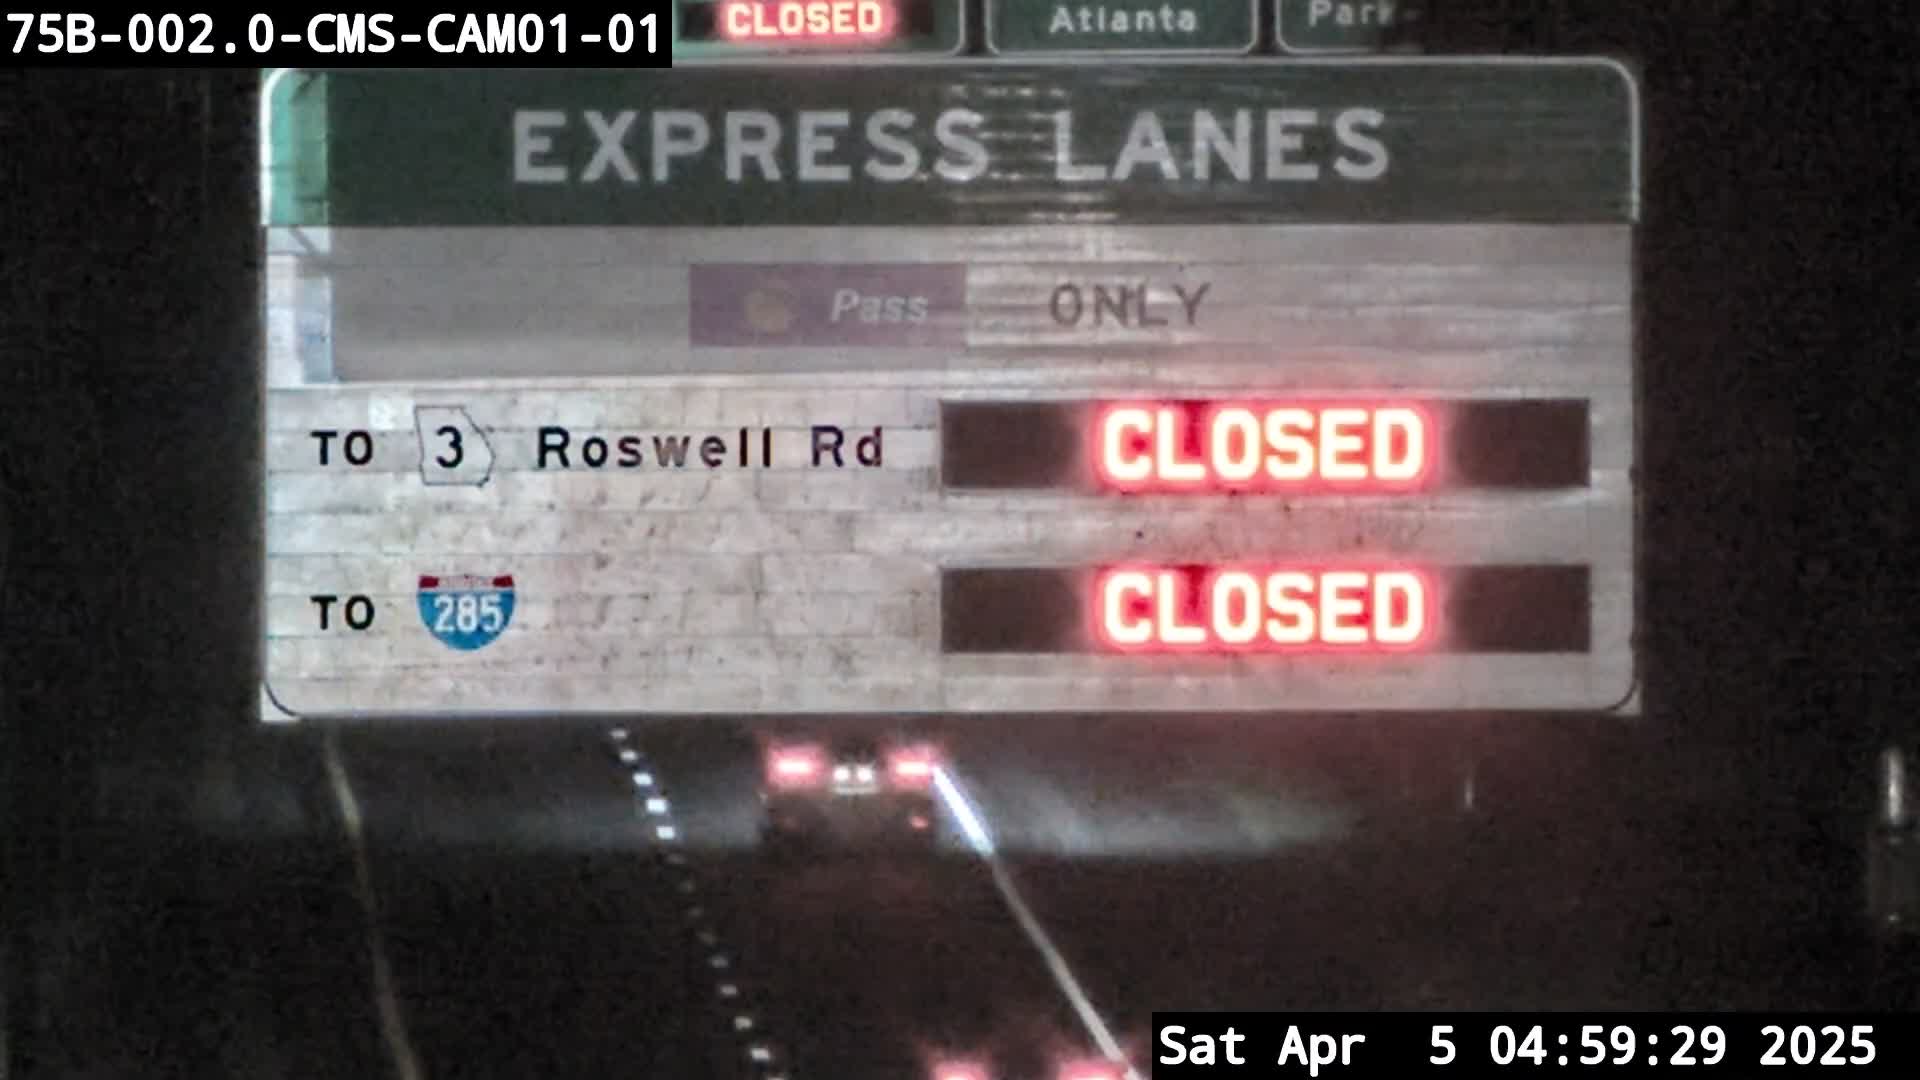 75B-002.0-CMS-CAM01-01
CLOSED
Atlanta
Park
EXPRESS LANES
Pass ONLY
TO 3 Roswell Rd CLOSED
TO 285 CLOSED
Sat Apr 5 04:59:29 2025